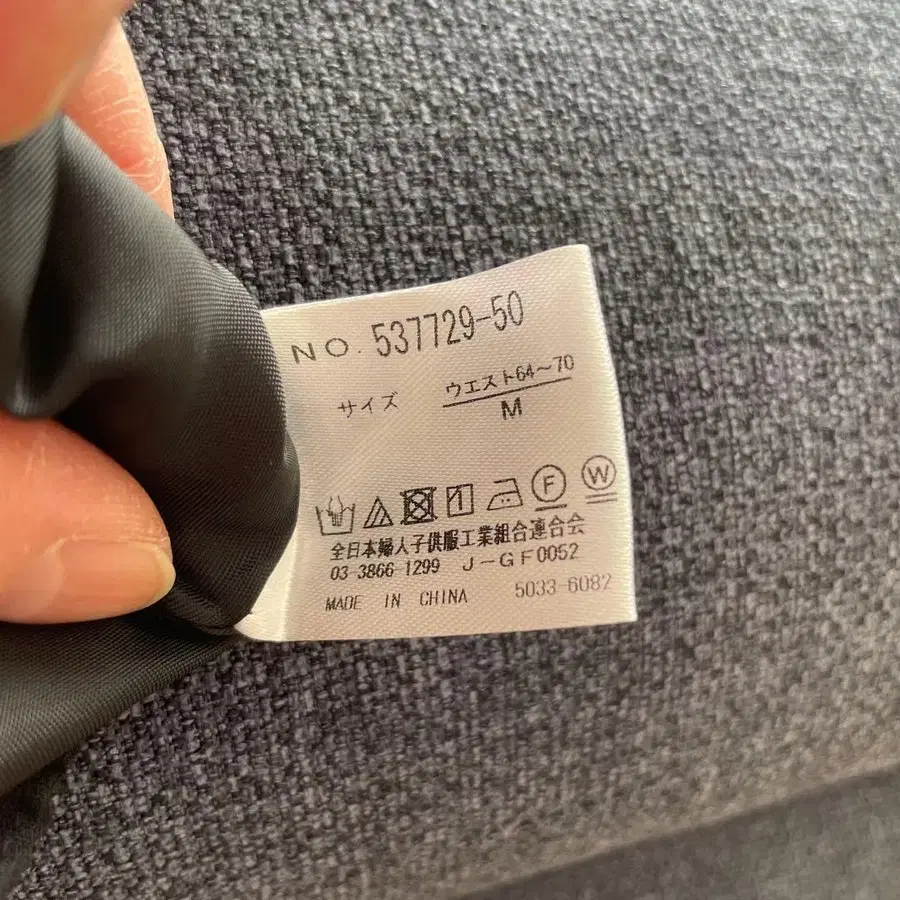 NO. 537729-50
サイズ ウエスト64～70
M
F W
全日本婦人子供服工業組合連合会
03-3866-1299 J-GF0052
MADE IN CHINA 5033-6082